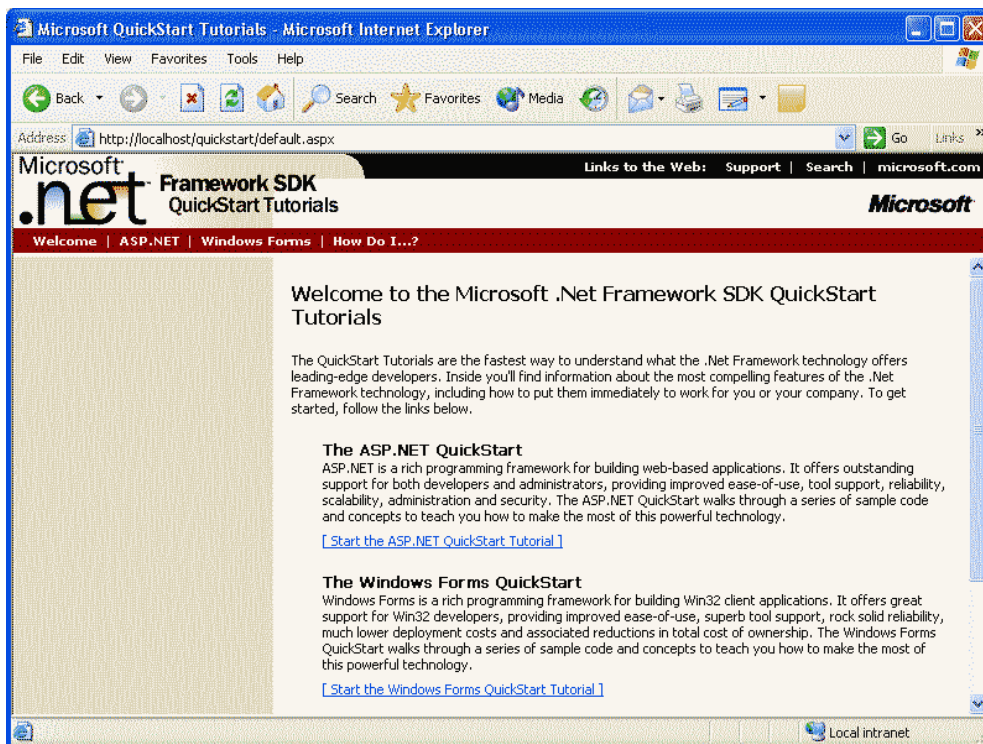 Microsoft QuickStart Tutorials - Microsoft Internet Explorer
File Edit View Favorites Tools Help
Back Search Favorites Media
Address http://localhost/quickstart/default.aspx Go Links »
Microsoft Links to the Web: Support | Search | microsoft.com
.net Framework SDK
QuickStart Tutorials Microsoft
Welcome | ASP.NET | Windows Forms | How Do I...?
Welcome to the Microsoft .Net Framework SDK QuickStart
Tutorials
The QuickStart Tutorials are the fastest way to understand what the .Net Framework technology offers
leading-edge developers. Inside you'll find information about the most compelling features of the .Net
Framework technology, including how to put them immediately to work for you or your company. To get
started, follow the links below.
The ASP.NET QuickStart
ASP.NET is a rich programming framework for building web-based applications. It offers outstanding
support for both developers and administrators, providing improved ease-of-use, tool support, reliability,
scalability, administration and security. The ASP.NET QuickStart walks through a series of sample code
and concepts to teach you how to make the most of this powerful technology.
[ Start the ASP.NET QuickStart Tutorial ]
The Windows Forms QuickStart
Windows Forms is a rich programming framework for building Win32 client applications. It offers great
support for Win32 developers, providing improved ease-of-use, superb tool support, rock solid reliability,
much lower deployment costs and associated reductions in total cost of ownership. The Windows Forms
QuickStart walks through a series of sample code and concepts to teach you how to make the most of
this powerful technology.
[ Start the Windows Forms QuickStart Tutorial ]
Local intranet